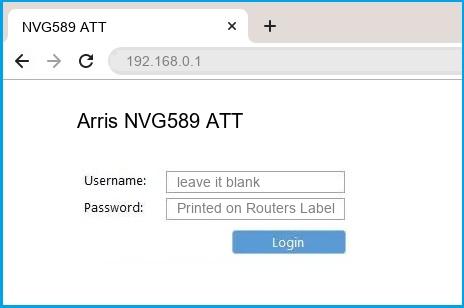 NVG589 ATT
192.168.0.1
Arris NVG589 ATT
Username: leave it blank
Password: Printed on Routers Label
Login